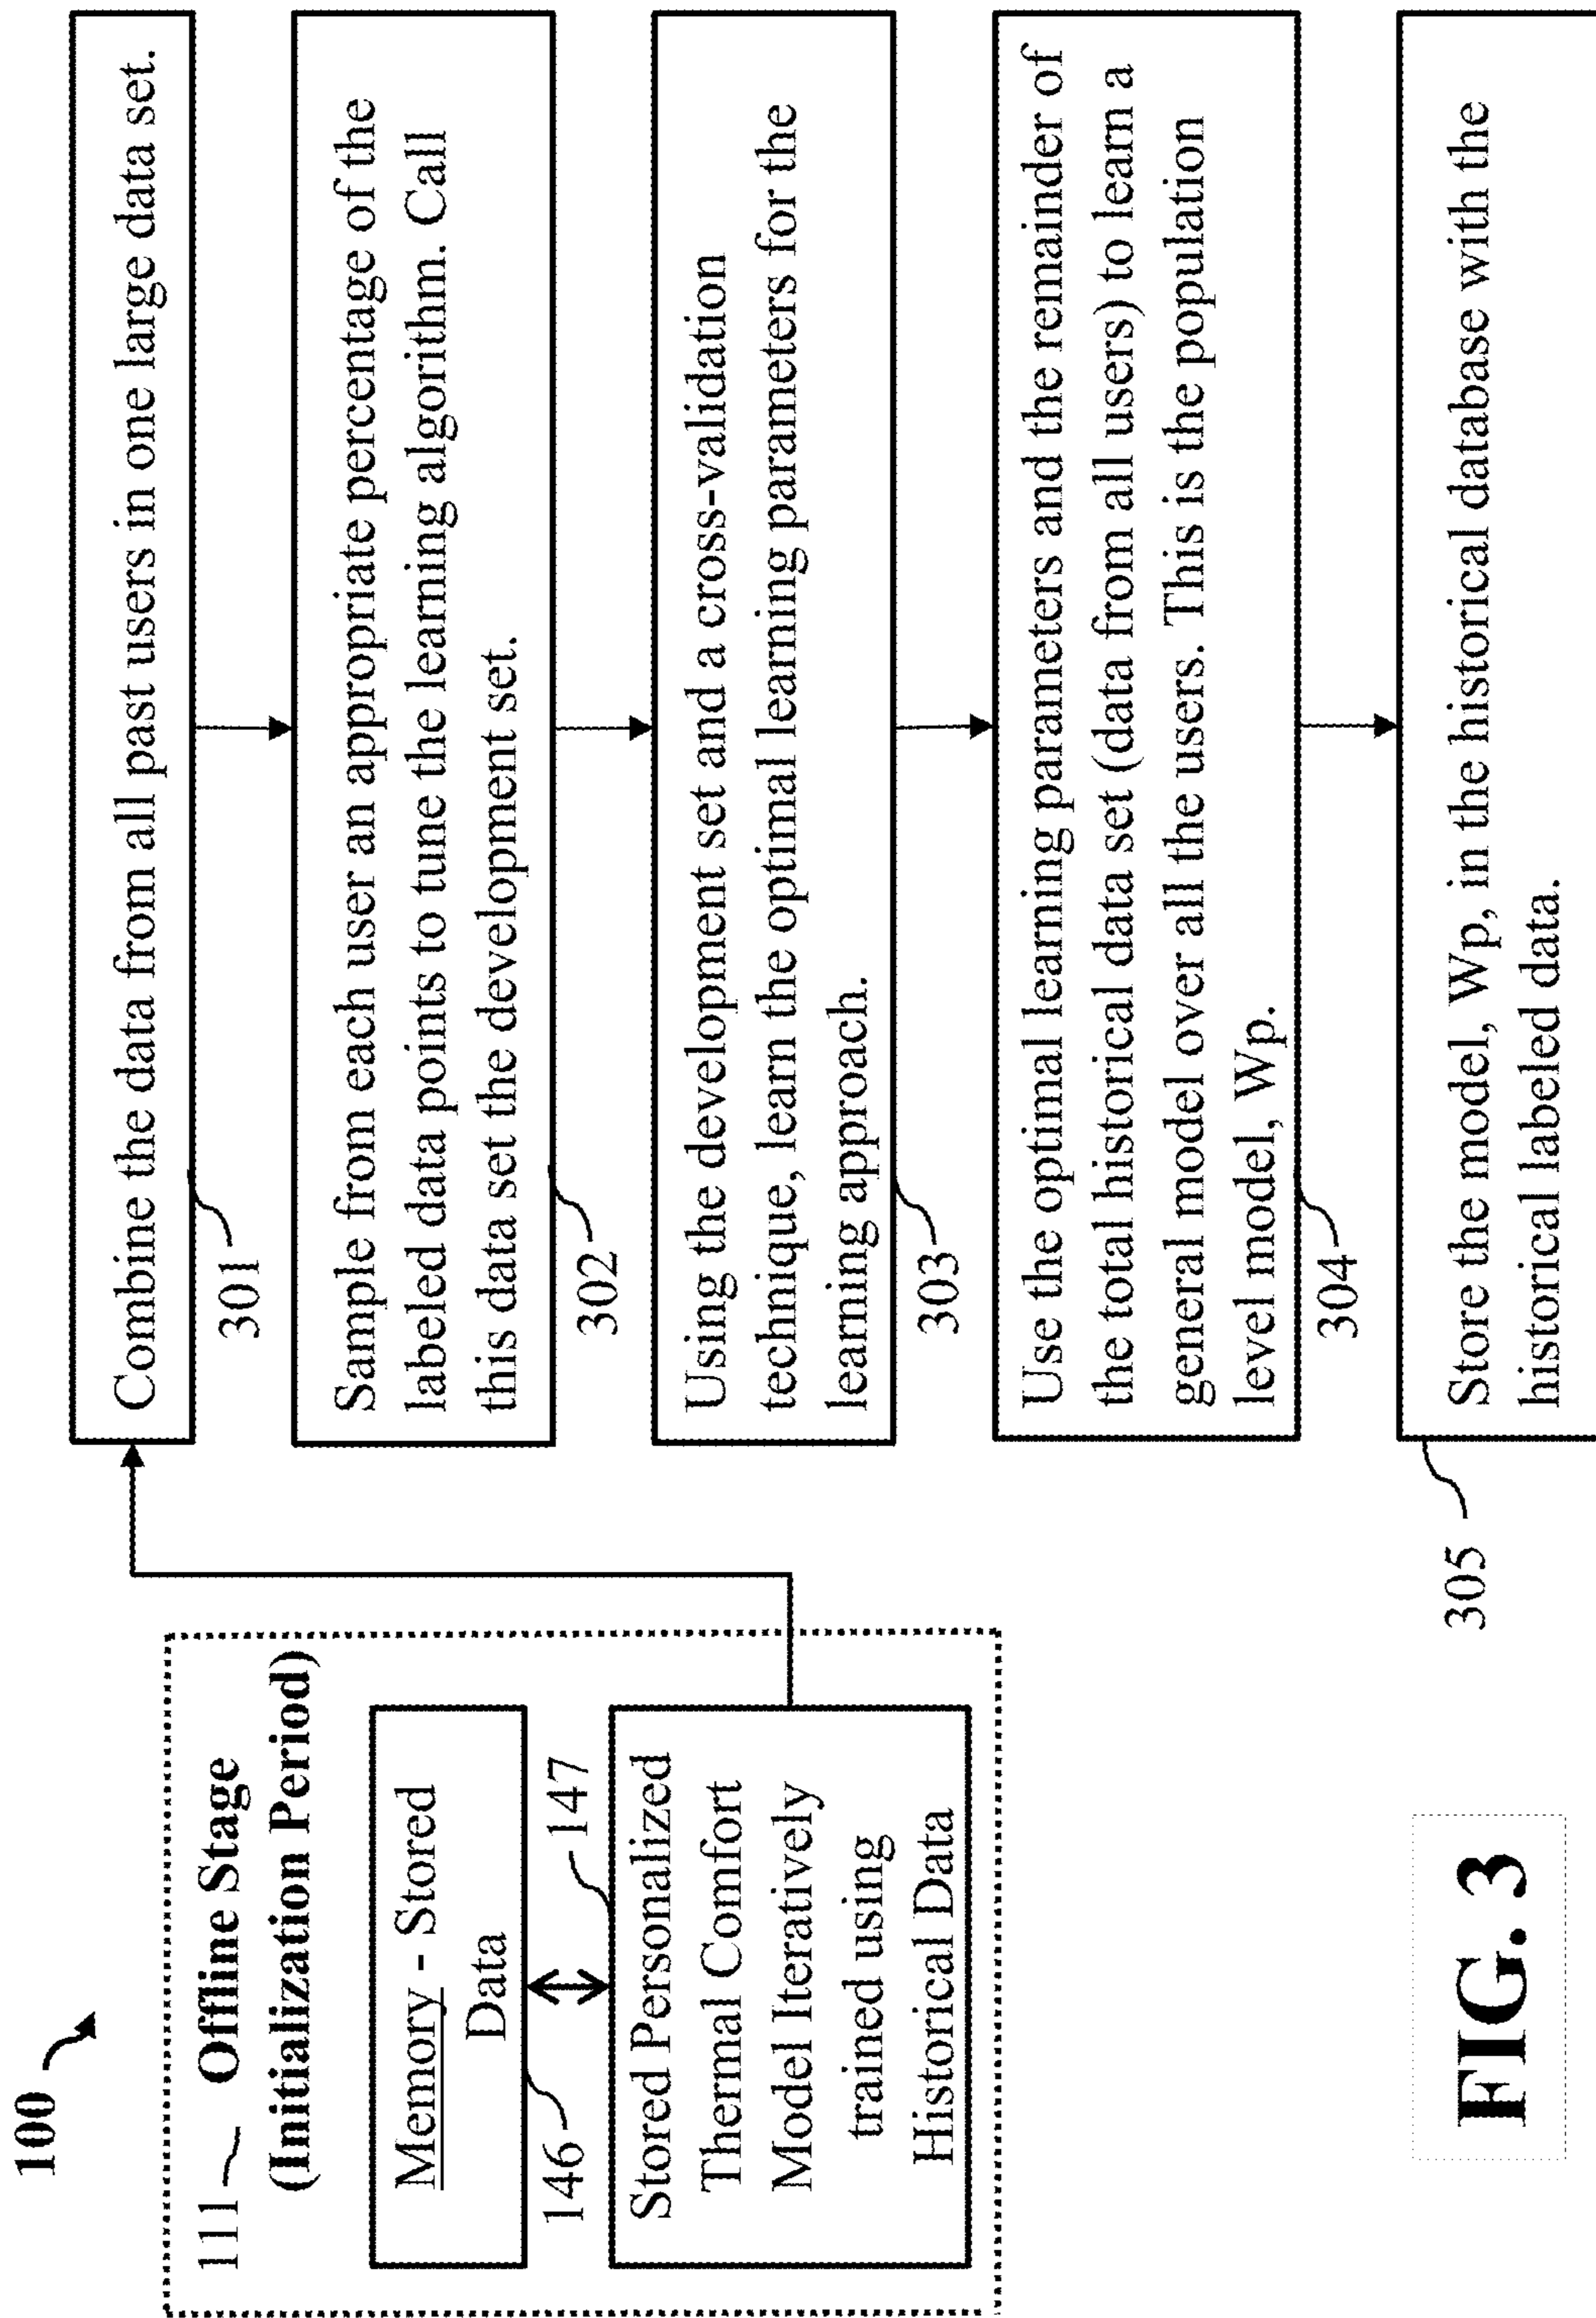 100
111 Offline Stage
(Initialization Period)
Memory - Stored
Data
146
147
Stored Personalized
Thermal Comfort
Model Iteratively
trained using
Historical Data
Combine the data from all past users in one large data set.
301
Sample from each user an appropriate percentage of the
labeled data points to tune the learning algorithm. Call
this data set the development set.
302
Using the development set and a cross-validation
technique, learn the optimal learning parameters for the
learning approach.
303
Use the optimal learning parameters and the remainder of
the total historical data set (data from all users) to learn a
general model over all the users. This is the population
level model, Wp.
304
Store the model, Wp, in the historical database with the
historical labeled data.
305
FIG. 3